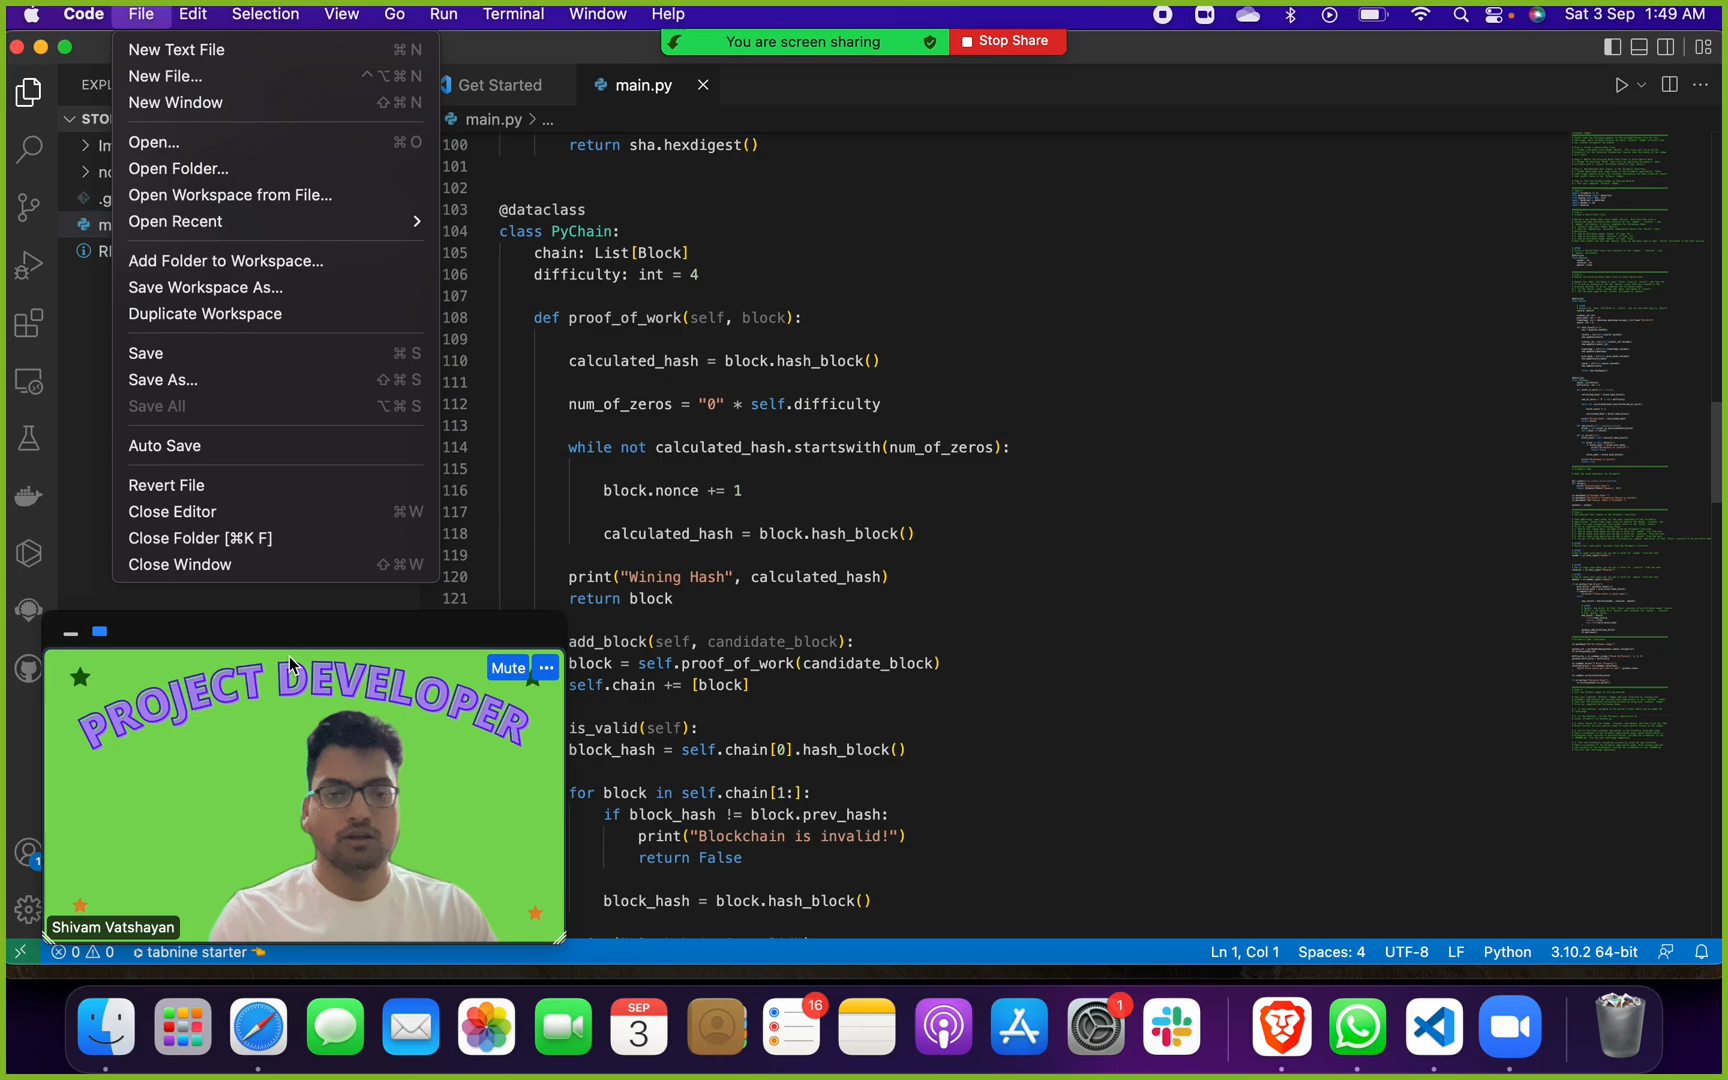 Code File Edit Selection View Go Run Terminal Window Help Sat 3 Sep 1:49 AM
You are screen sharing Stop Share
New Text File ⌘ N
New File... ^ ⌥ ⌘ N
New Window ⇧ ⌘ N
Open... ⌘ O
Open Folder...
Open Workspace from File...
Open Recent >
Add Folder to Workspace...
Save Workspace As...
Duplicate Workspace
Save ⌘ S
Save As... ⇧ ⌘ S
Save All ⌥ ⌘ S
Auto Save
Revert File
Close Editor ⌘ W
Close Folder [⌘K F]
Close Window ⇧ ⌘ W
Get Started main.py
main.py > ...
100 return sha.hexdigest()
101
102
103 @dataclass
104 class PyChain:
105 chain: List[Block]
106 difficulty: int = 4
107
108 def proof_of_work(self, block):
109
110 calculated_hash = block.hash_block()
111
112 num_of_zeros = "0" * self.difficulty
113
114 while not calculated_hash.startswith(num_of_zeros):
115
116 block.nonce += 1
117
118 calculated_hash = block.hash_block()
119
120 print("Wining Hash", calculated_hash)
121 return block
add_block(self, candidate_block):
block = self.proof_of_work(candidate_block)
self.chain += [block]
is_valid(self):
block_hash = self.chain[0].hash_block()
for block in self.chain[1:]:
if block_hash != block.prev_hash:
print("Blockchain is invalid!")
return False
block_hash = block.hash_block()
Mute ...
PROJECT DEVELOPER
Shivam Vatshayan
1
0 0 tabnine starter Ln 1, Col 1 Spaces: 4 UTF-8 LF Python 3.10.2 64-bit
SEP
3
16
1